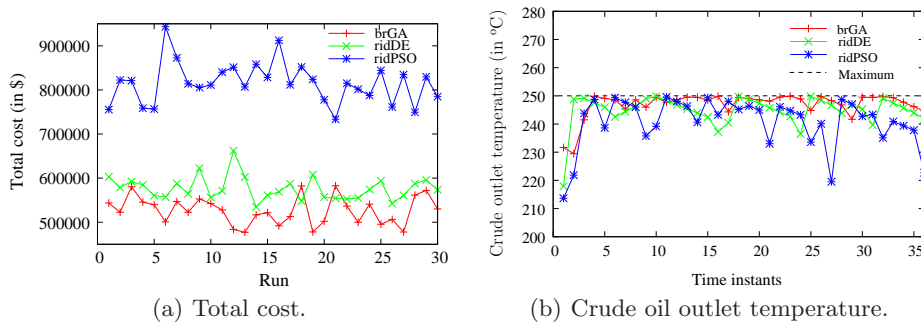 900000
800000
700000
600000
500000
0 5 10 15 20 25 30
Total cost (in $)
Run
brGA
ridDE
ridPSO
(a) Total cost.
280
270
260
250
240
230
220
210
200
0 5 10 15 20 25 30 35
Crude outlet temperature (in °C)
Time instants
brGA
ridDE
ridPSO
Maximum
(b) Crude oil outlet temperature.